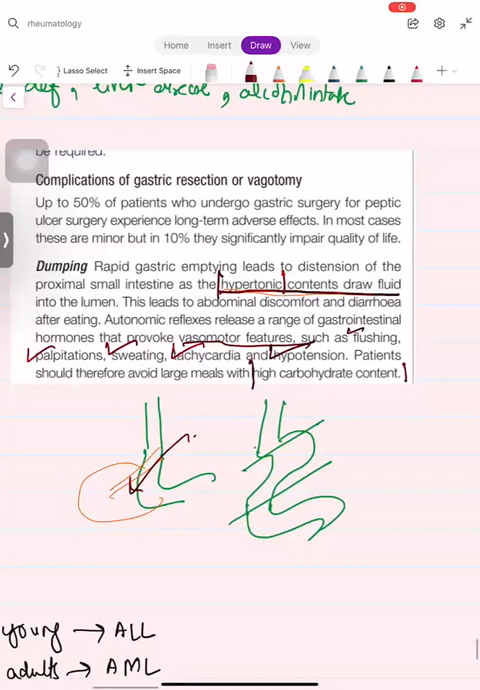 rheumatology
Home Insert Draw View
Lasso Select Insert Space
def, liver disease, alcohol intake
be required.
Complications of gastric resection or vagotomy
Up to 50% of patients who undergo gastric surgery for peptic
ulcer surgery experience long-term adverse effects. In most cases
these are minor but in 10% they significantly impair quality of life.
Dumping Rapid gastric emptying leads to distension of the
proximal small intestine as the hypertonic contents draw fluid
into the lumen. This leads to abdominal discomfort and diarrhoea
after eating. Autonomic reflexes release a range of gastrointestinal
hormones that provoke vasomotor features, such as flushing,
palpitations, sweating, tachycardia and hypotension. Patients
should therefore avoid large meals with high carbohydrate content.
young → ALL
adults → AML